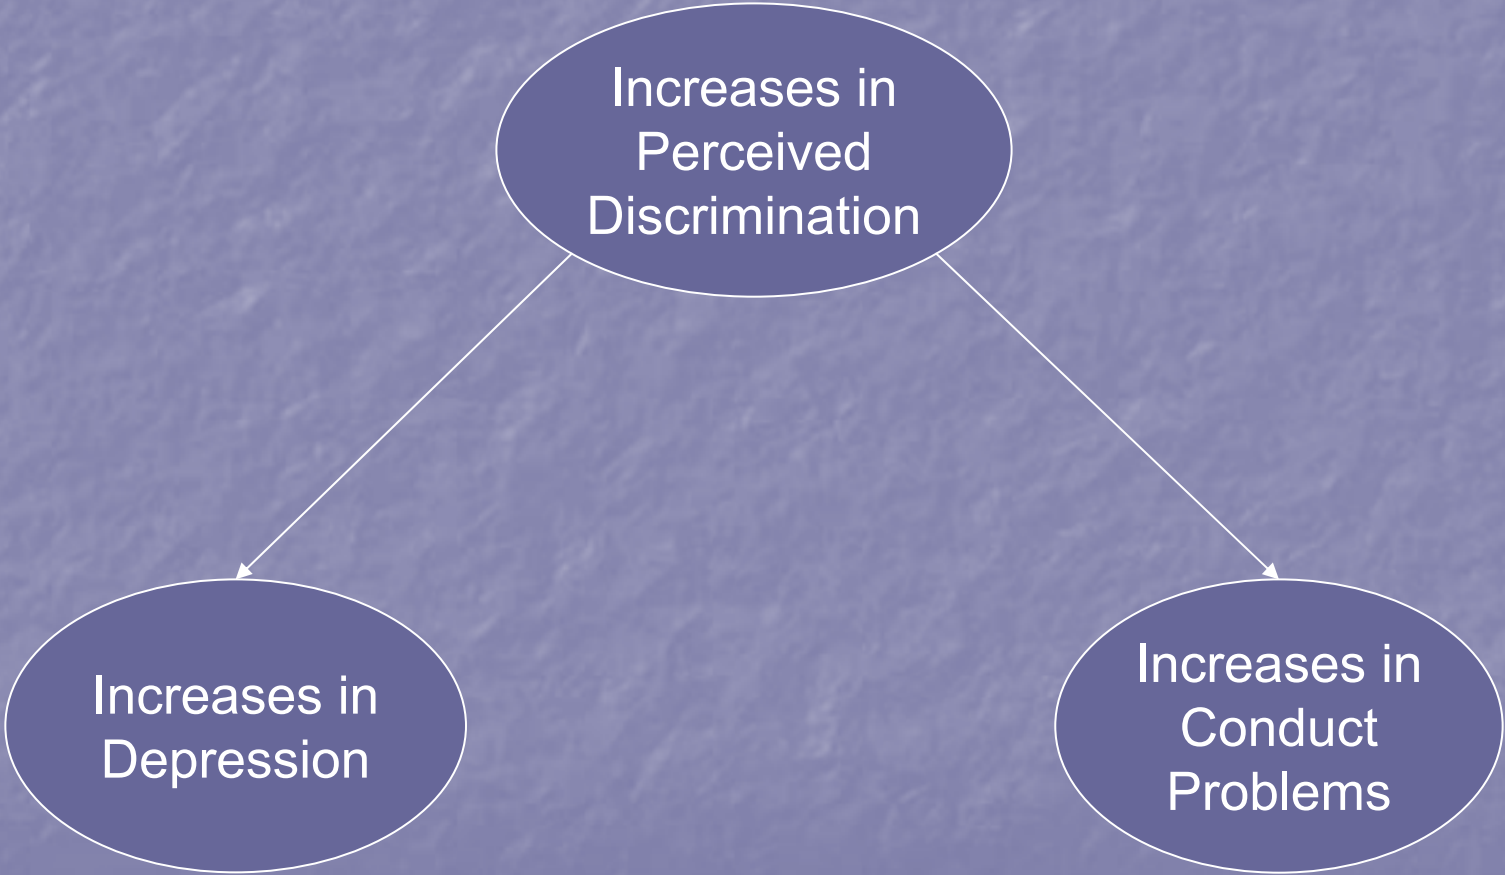 Increases in
Perceived
Discrimination
Increases in
Depression
Increases in
Conduct
Problems